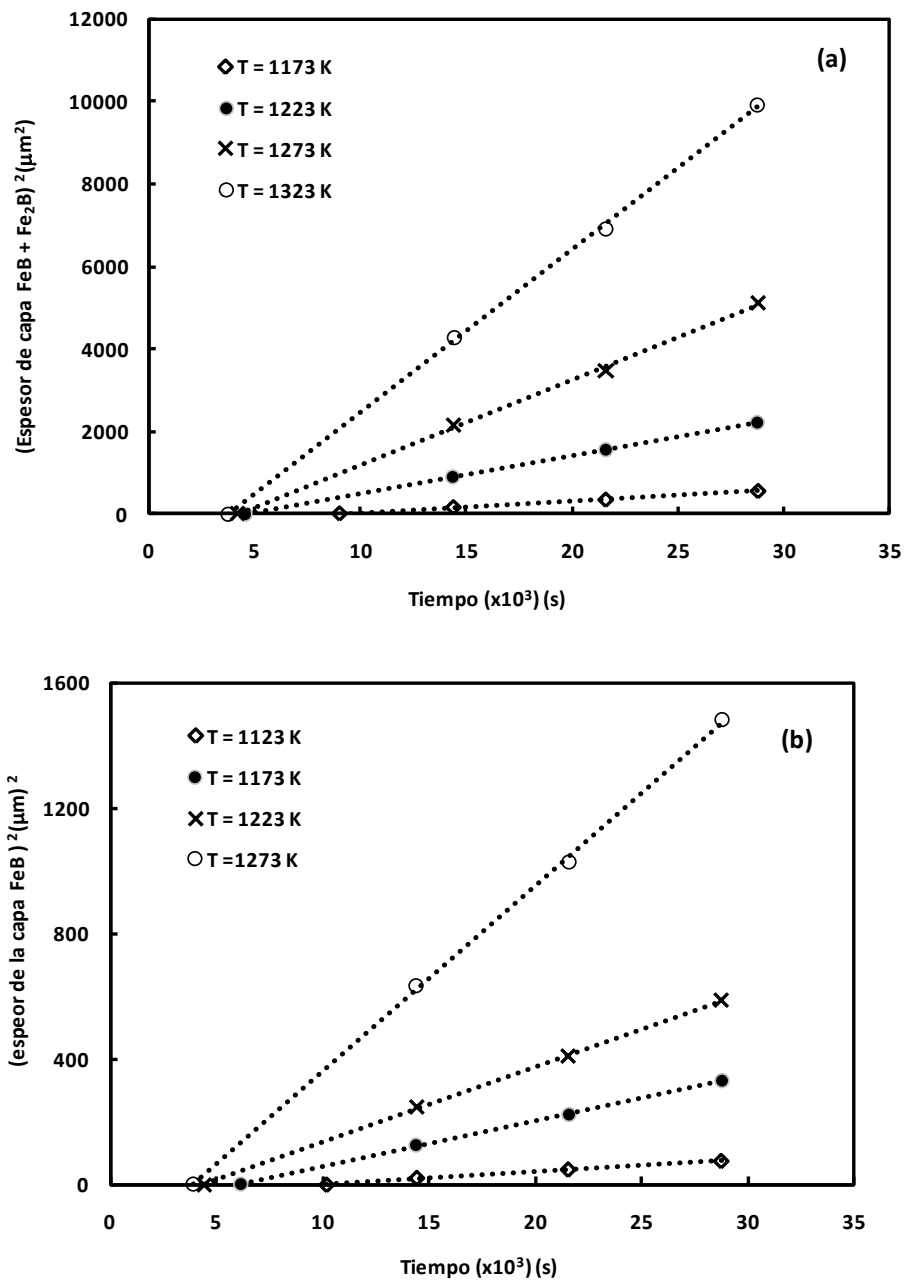 (a)
T = 1173 K
T = 1223 K
T = 1273 K
T = 1323 K
12000
10000
8000
6000
4000
2000
0
(Espesor de capa FeB + Fe₂B) ²(µm²)
0 5 10 15 20 25 30 35
Tiempo (x10³) (s)
(b)
T = 1123 K
T = 1173 K
T = 1223 K
T =1273 K
1600
1200
800
400
0
(espeor de la capa FeB ) ²(µm) ²
0 5 10 15 20 25 30 35
Tiempo (x10³) (s)